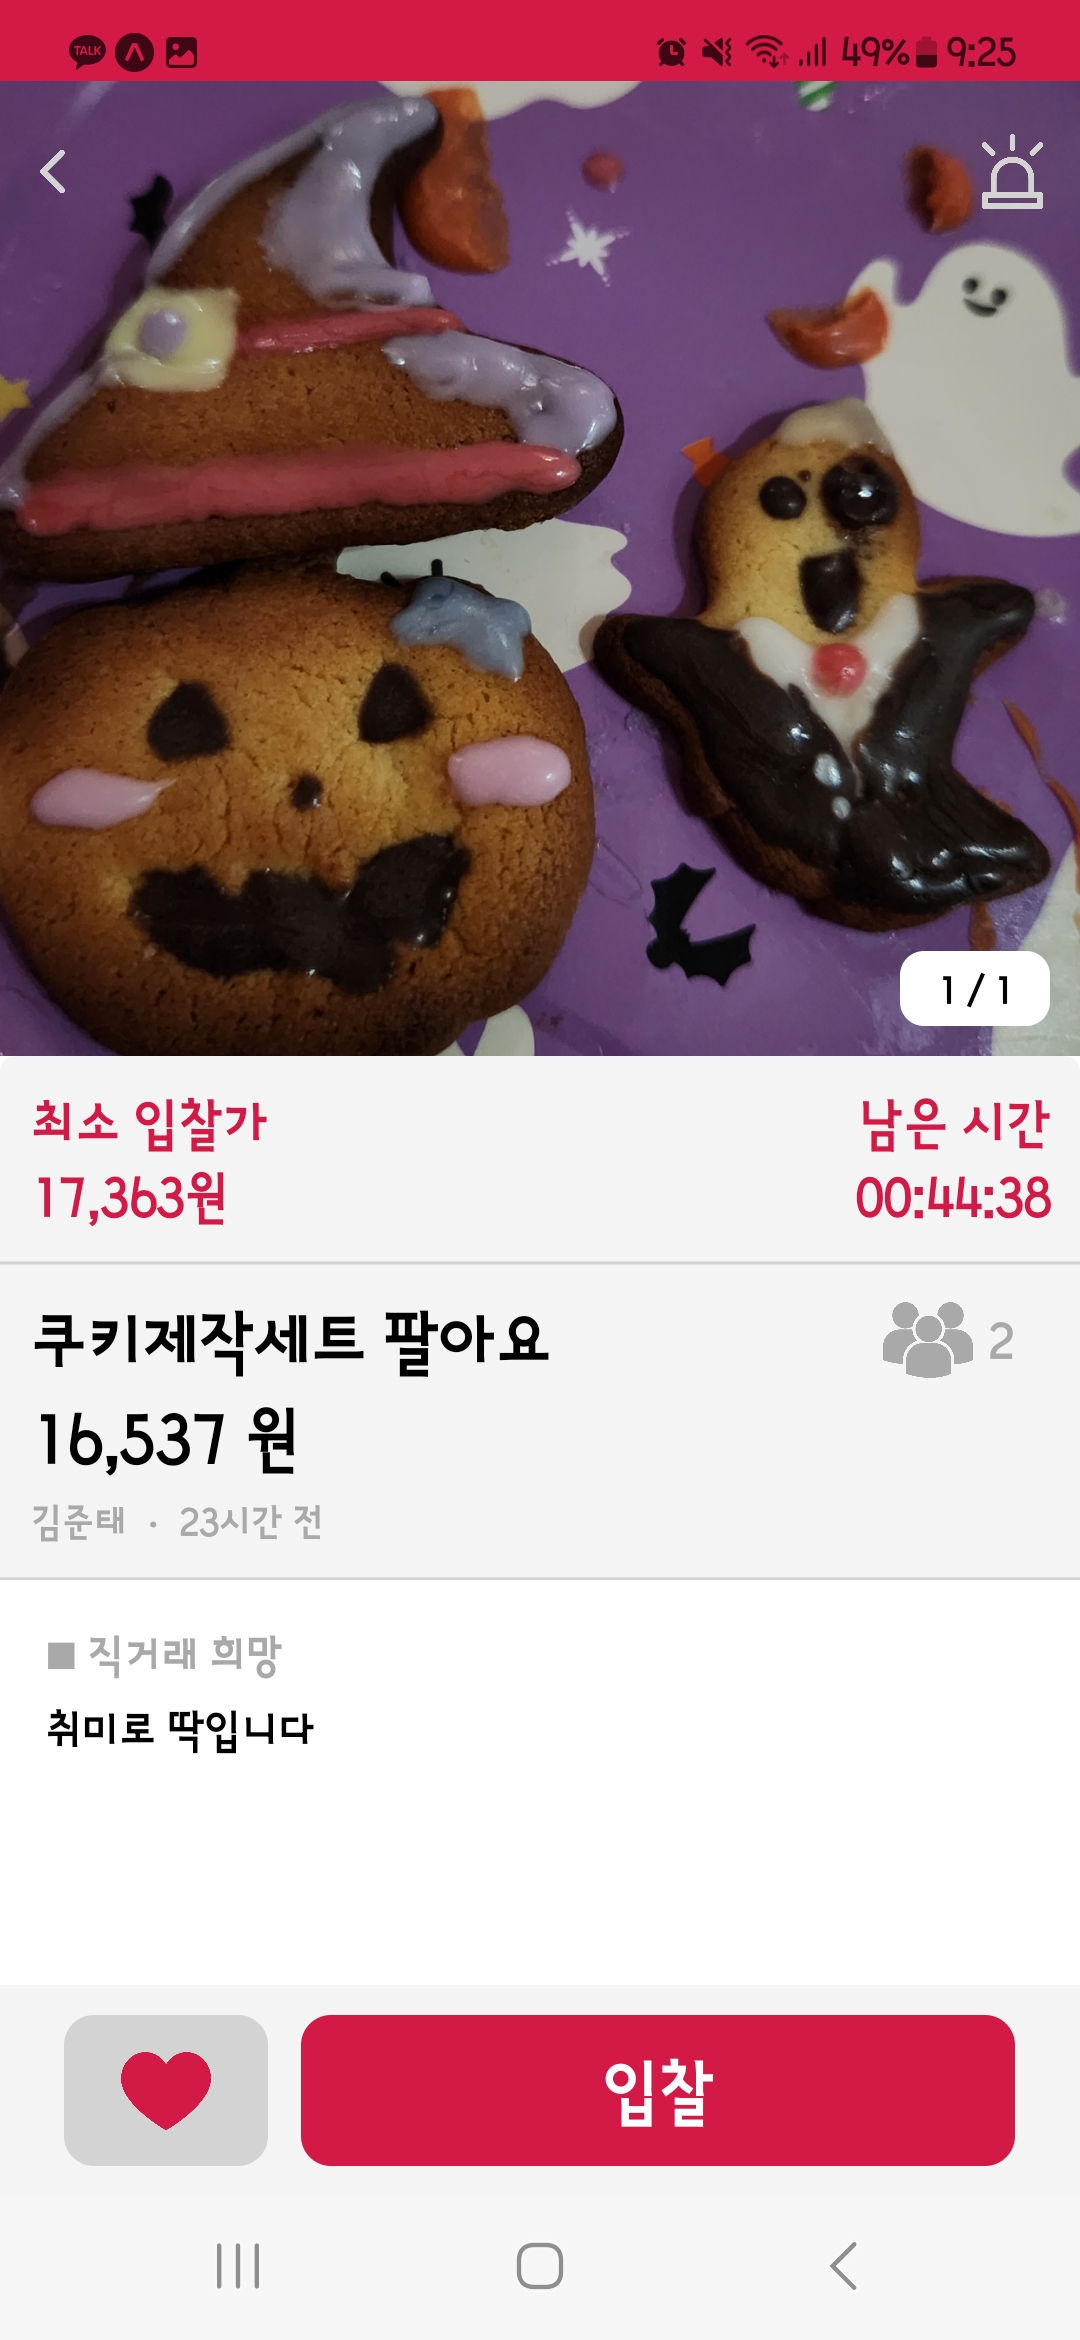 TALK
49% 9:25
1 / 1
최소 입찰가 남은 시간
17,363원 00:44:38
쿠키제작세트 팔아요 2
16,537 원
김준태 · 23시간 전
■ 직거래 희망
취미로 딱입니다
입찰